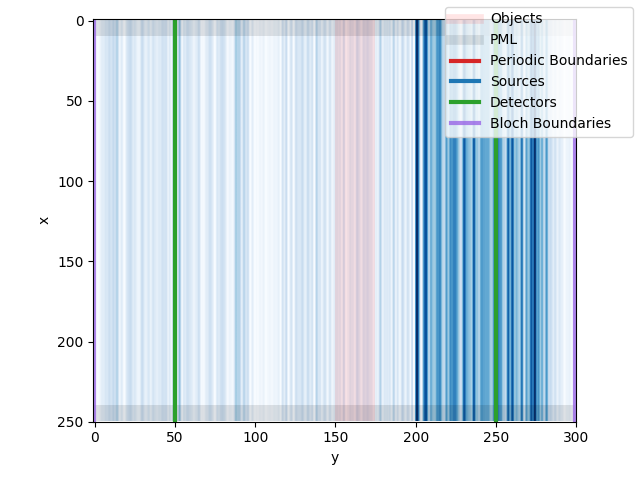 Objects
PML
Periodic Boundaries
Sources
Detectors
Bloch Boundaries
0
50
100
150
200
250
x
0
50
100
150
200
250
300
y